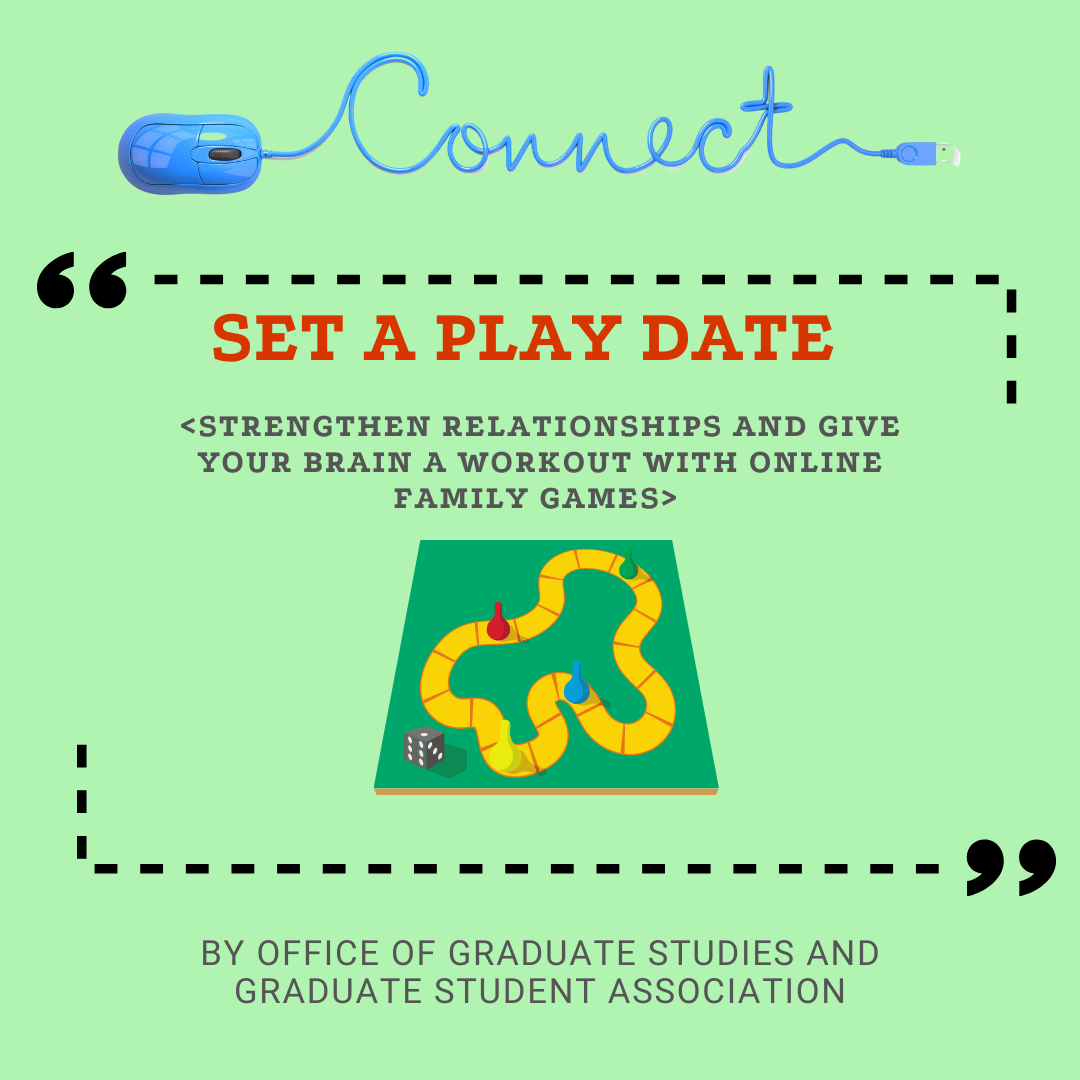 Connect
SET A PLAY DATE
<STRENGTHEN RELATIONSHIPS AND GIVE
YOUR BRAIN A WORKOUT WITH ONLINE
FAMILY GAMES>
BY OFFICE OF GRADUATE STUDIES AND
GRADUATE STUDENT ASSOCIATION